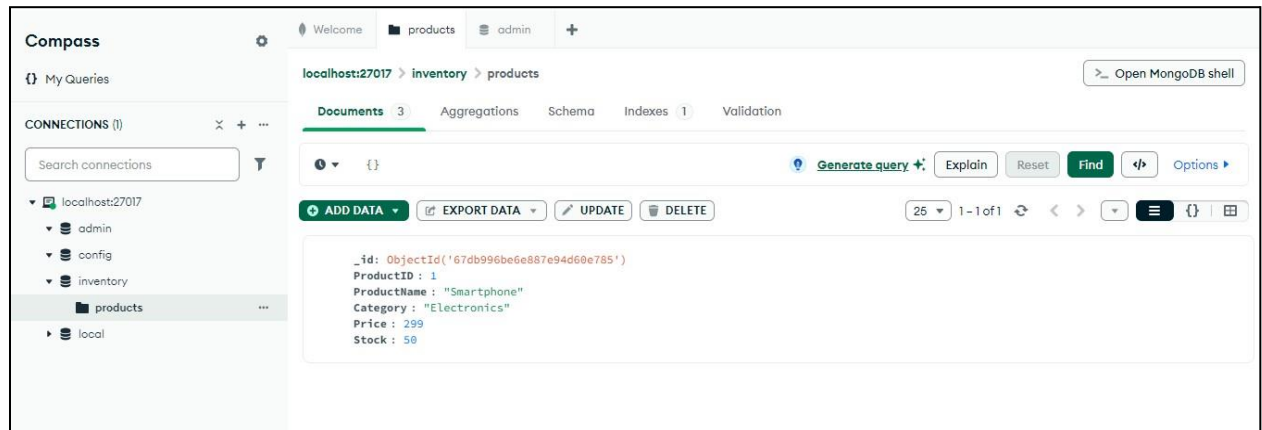 Compass
{} My Queries
CONNECTIONS (1)
Search connections
localhost:27017
admin
config
inventory
products
local
Welcome products admin
localhost:27017 > inventory > products
>_ Open MongoDB shell
Documents 3 Aggregations Schema Indexes 1 Validation
{} Generate query Explain Reset Find </> Options
ADD DATA EXPORT DATA UPDATE DELETE 25 1-1 of 1 {}
_id: ObjectId('67db996be6e887e94d60e785')
ProductID : 1
ProductName : "Smartphone"
Category : "Electronics"
Price : 299
Stock : 50